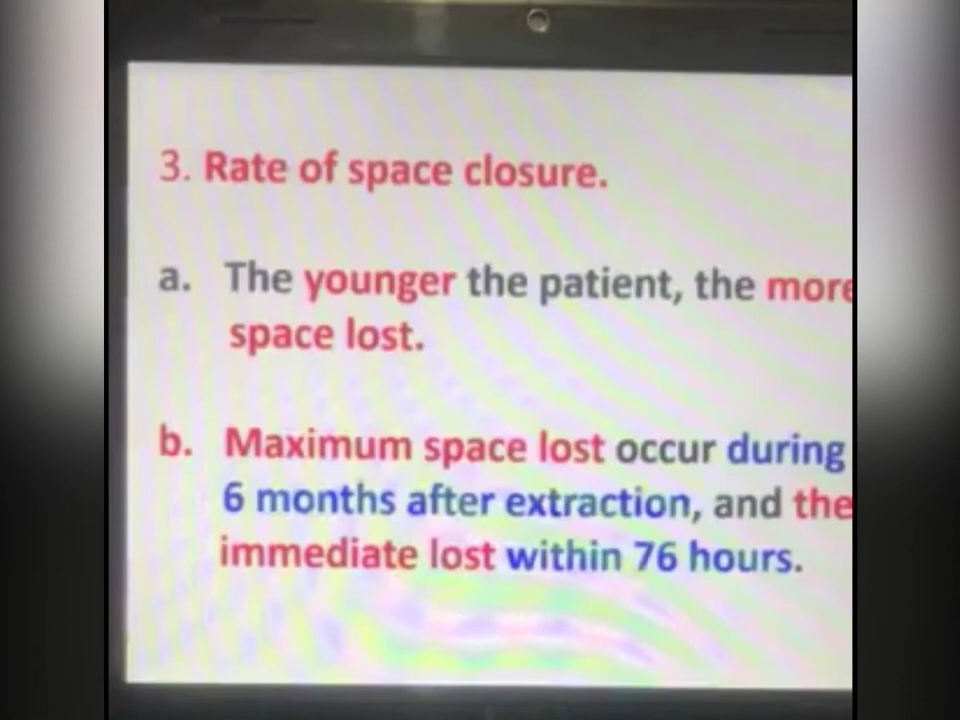 3. Rate of space closure.
a. The younger the patient, the more
space lost.
b. Maximum space lost occur during
6 months after extraction, and the
immediate lost within 76 hours.